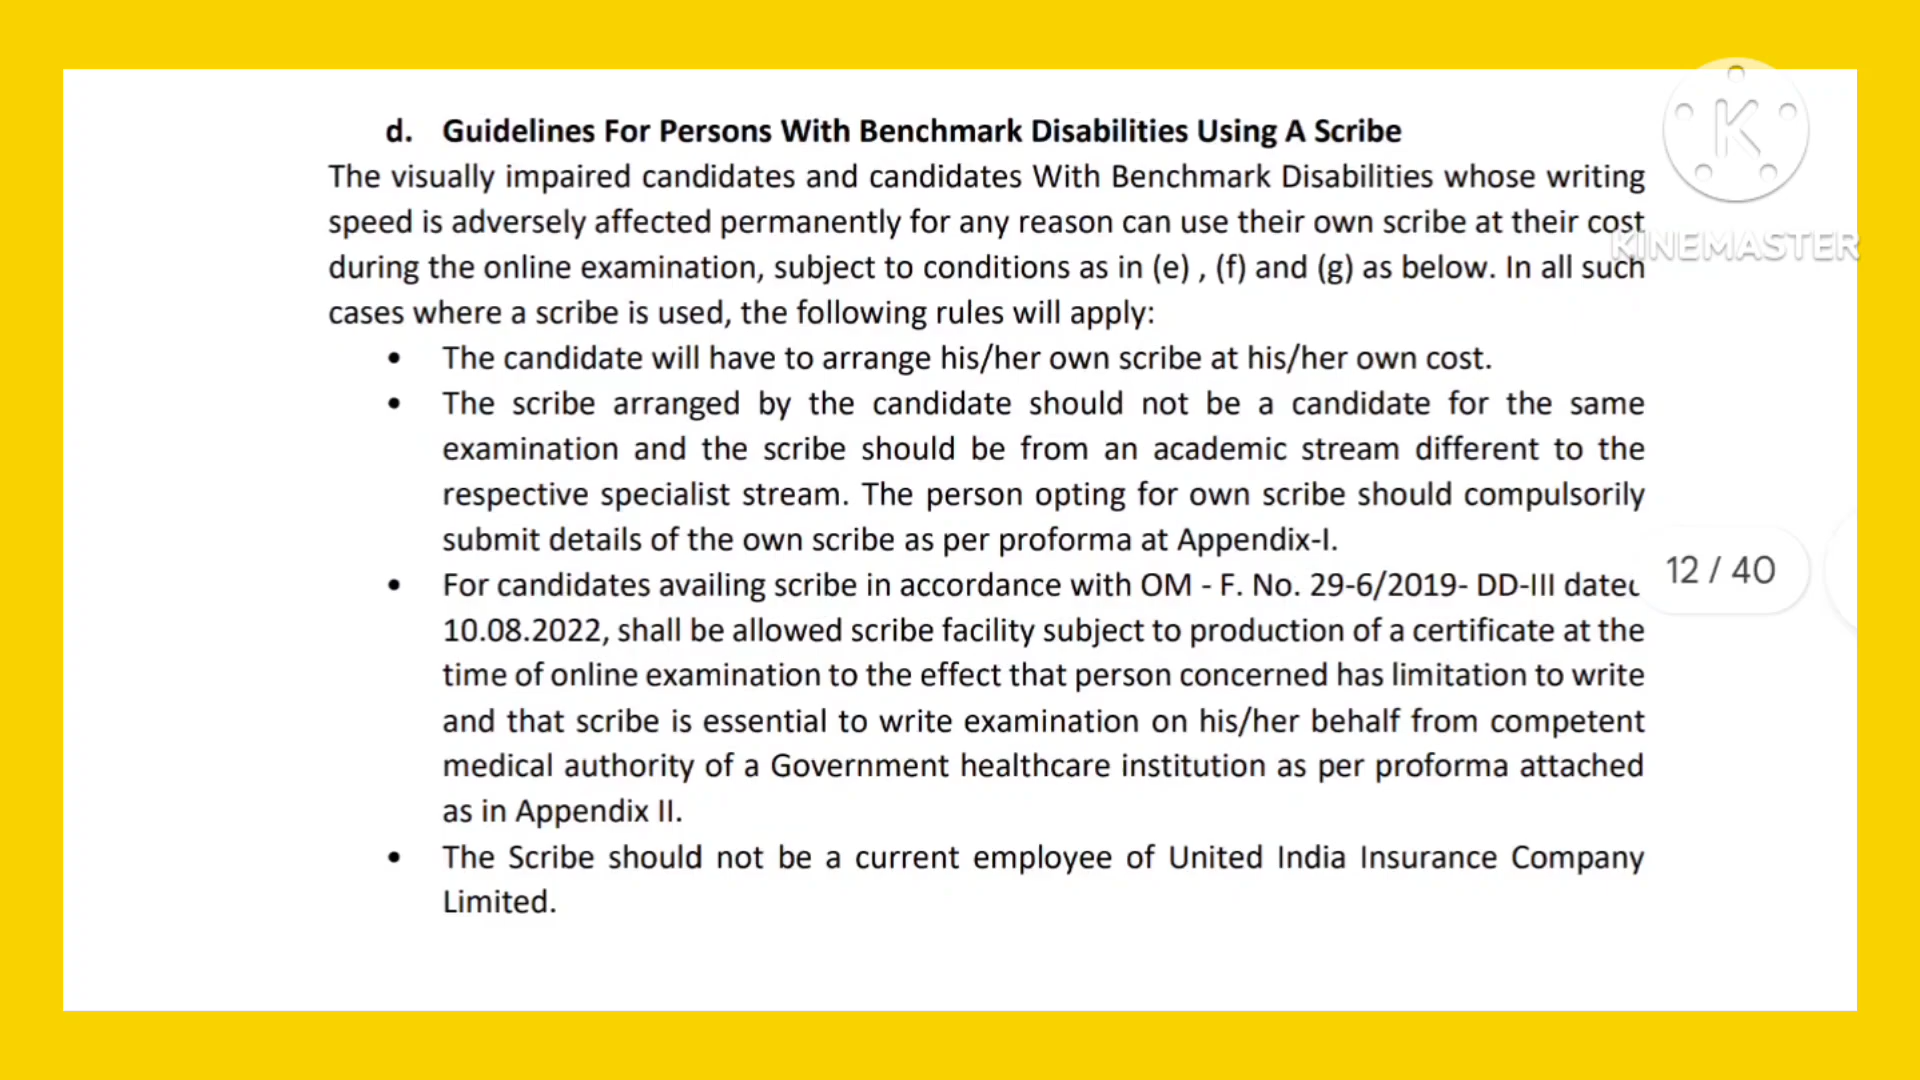 d. Guidelines For Persons With Benchmark Disabilities Using A Scribe
The visually impaired candidates and candidates With Benchmark Disabilities whose writing
speed is adversely affected permanently for any reason can use their own scribe at their cost
during the online examination, subject to conditions as in (e) , (f) and (g) as below. In all such
cases where a scribe is used, the following rules will apply:
• The candidate will have to arrange his/her own scribe at his/her own cost.
• The scribe arranged by the candidate should not be a candidate for the same
examination and the scribe should be from an academic stream different to the
respective specialist stream. The person opting for own scribe should compulsorily
submit details of the own scribe as per proforma at Appendix-I.
• For candidates availing scribe in accordance with OM - F. No. 29-6/2019- DD-III dated
10.08.2022, shall be allowed scribe facility subject to production of a certificate at the
time of online examination to the effect that person concerned has limitation to write
and that scribe is essential to write examination on his/her behalf from competent
medical authority of a Government healthcare institution as per proforma attached
as in Appendix II.
• The Scribe should not be a current employee of United India Insurance Company
Limited.
K
KINEMASTER
12 / 40